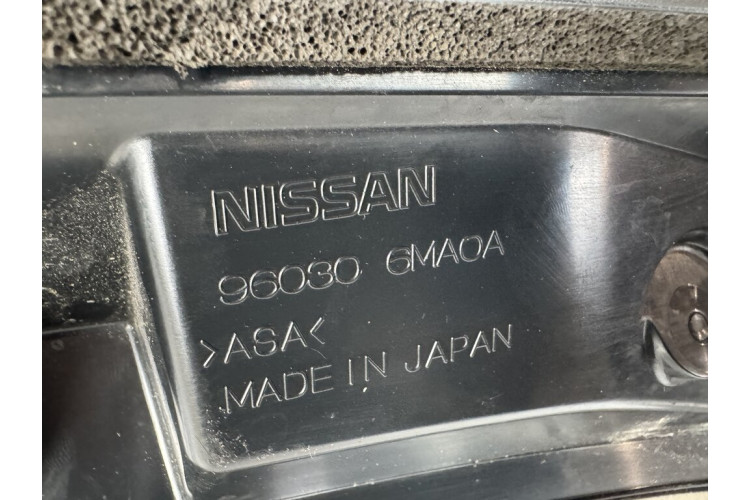 NISSAN
96030 6MA0A
>ASA<
MADE IN JAPAN